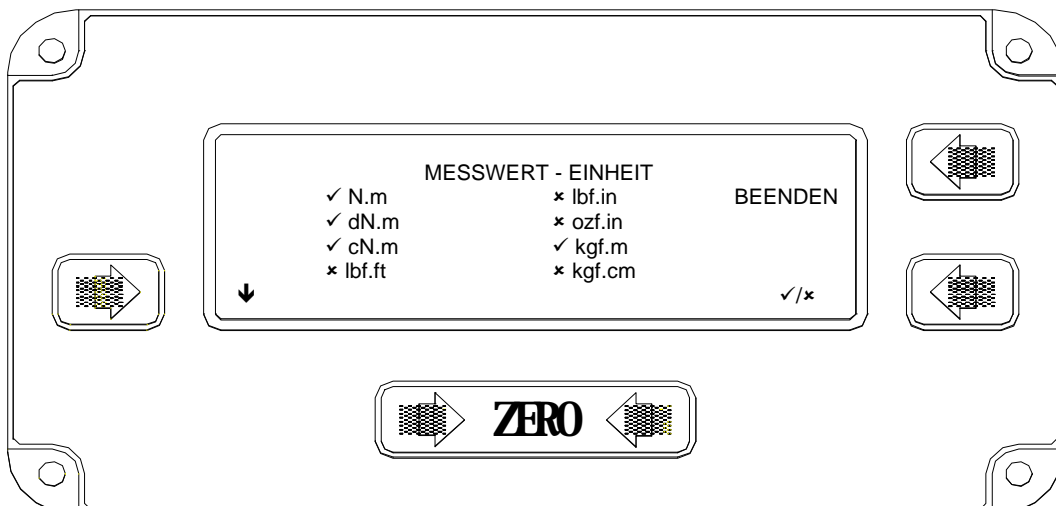 MESSWERT - EINHEIT
✓ N.m ✗ lbf.in BEENDEN
✓ dN.m ✗ ozf.in
✓ cN.m ✓ kgf.m
✗ lbf.ft ✗ kgf.cm
🡳 ✓/✗
ZERO